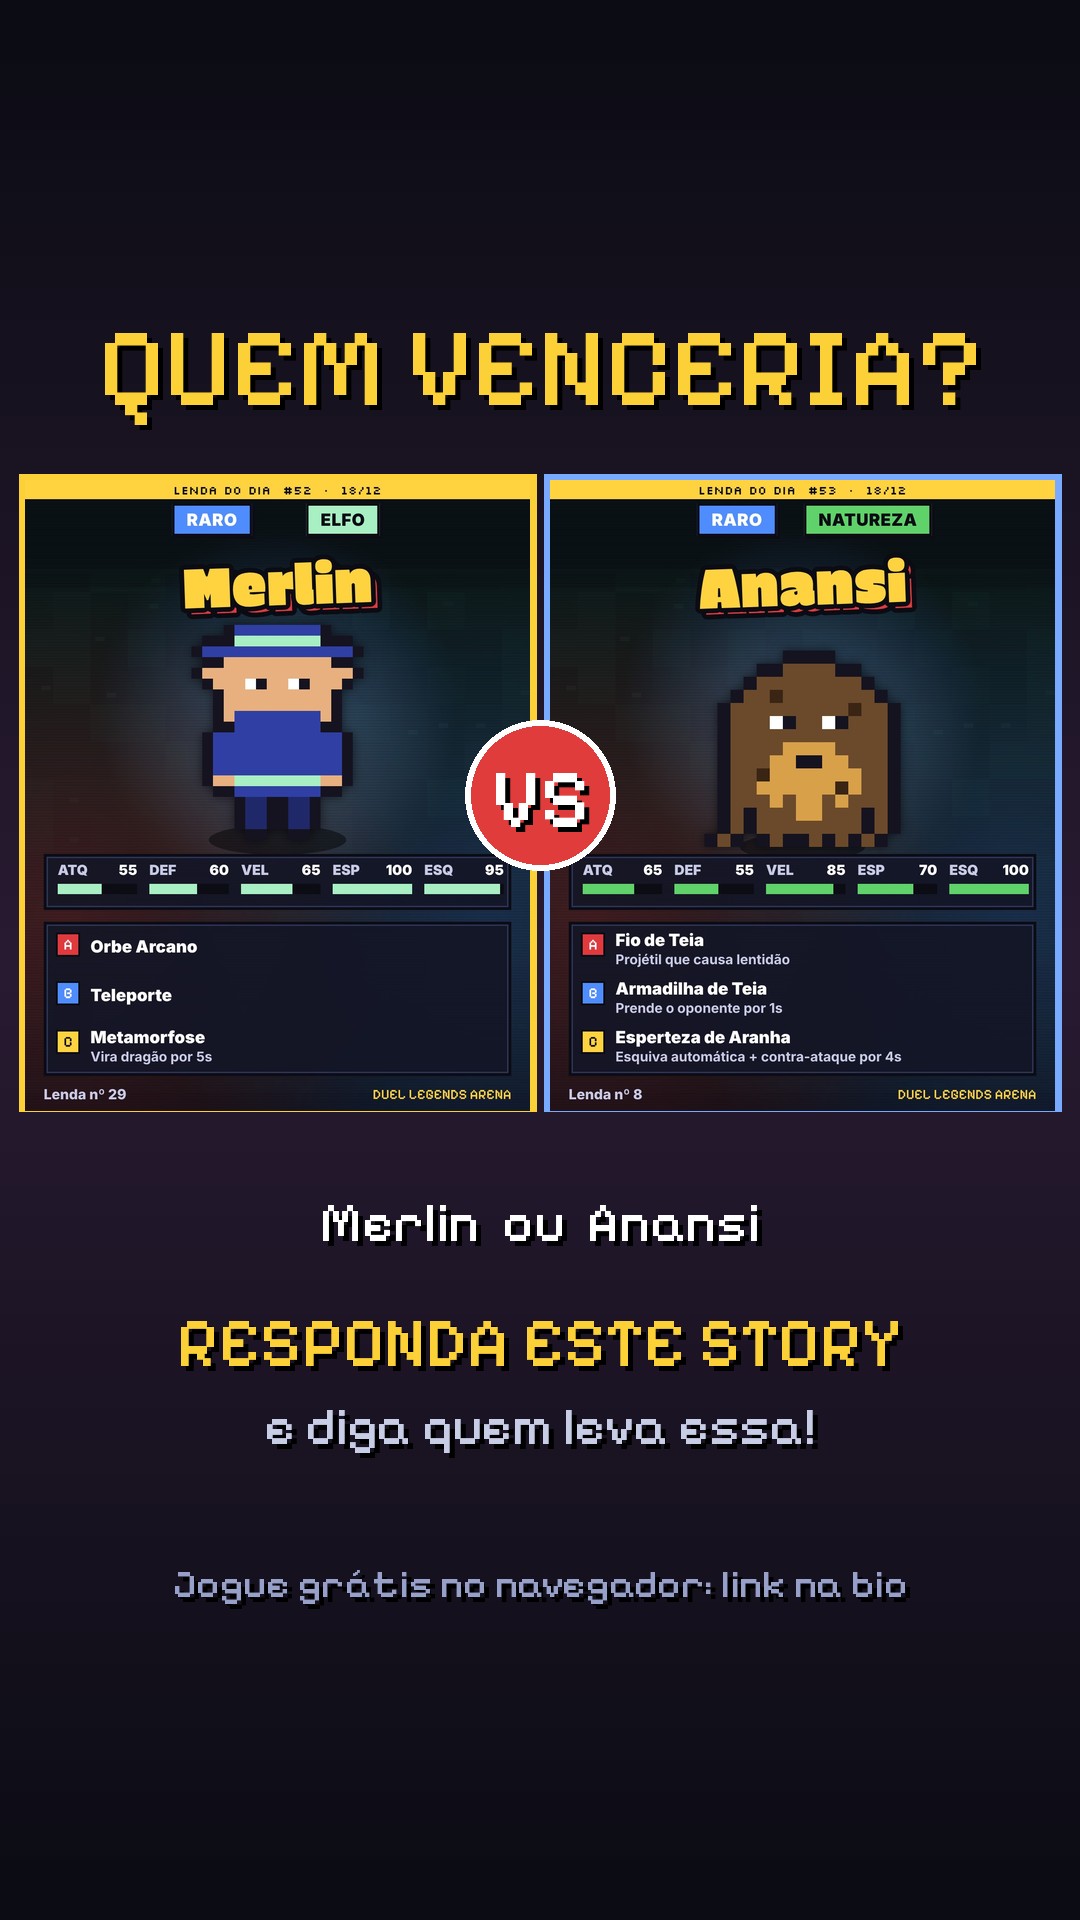 QUEM VENCERIA?
LENDA DO DIA #52 · 18/12
RARO ELFO
Merlin
ATQ 55 DEF 60 VEL 65 ESP 100 ESQ 95
A Orbe Arcano
B Teleporte
C Metamorfose
Vira dragão por 5s
Lenda nº 29 DUEL LEGENDS ARENA
VS
LENDA DO DIA #53 · 18/12
RARO NATUREZA
Anansi
ATQ 65 DEF 55 VEL 85 ESP 70 ESQ 100
A Fio de Teia
Projétil que causa lentidão
B Armadilha de Teia
Prende o oponente por 1s
C Esperteza de Aranha
Esquiva automática + contra-ataque por 4s
Lenda nº 8 DUEL LEGENDS ARENA
Merlin ou Anansi
RESPONDA ESTE STORY
e diga quem leva essa!
Jogue grátis no navegador: link na bio